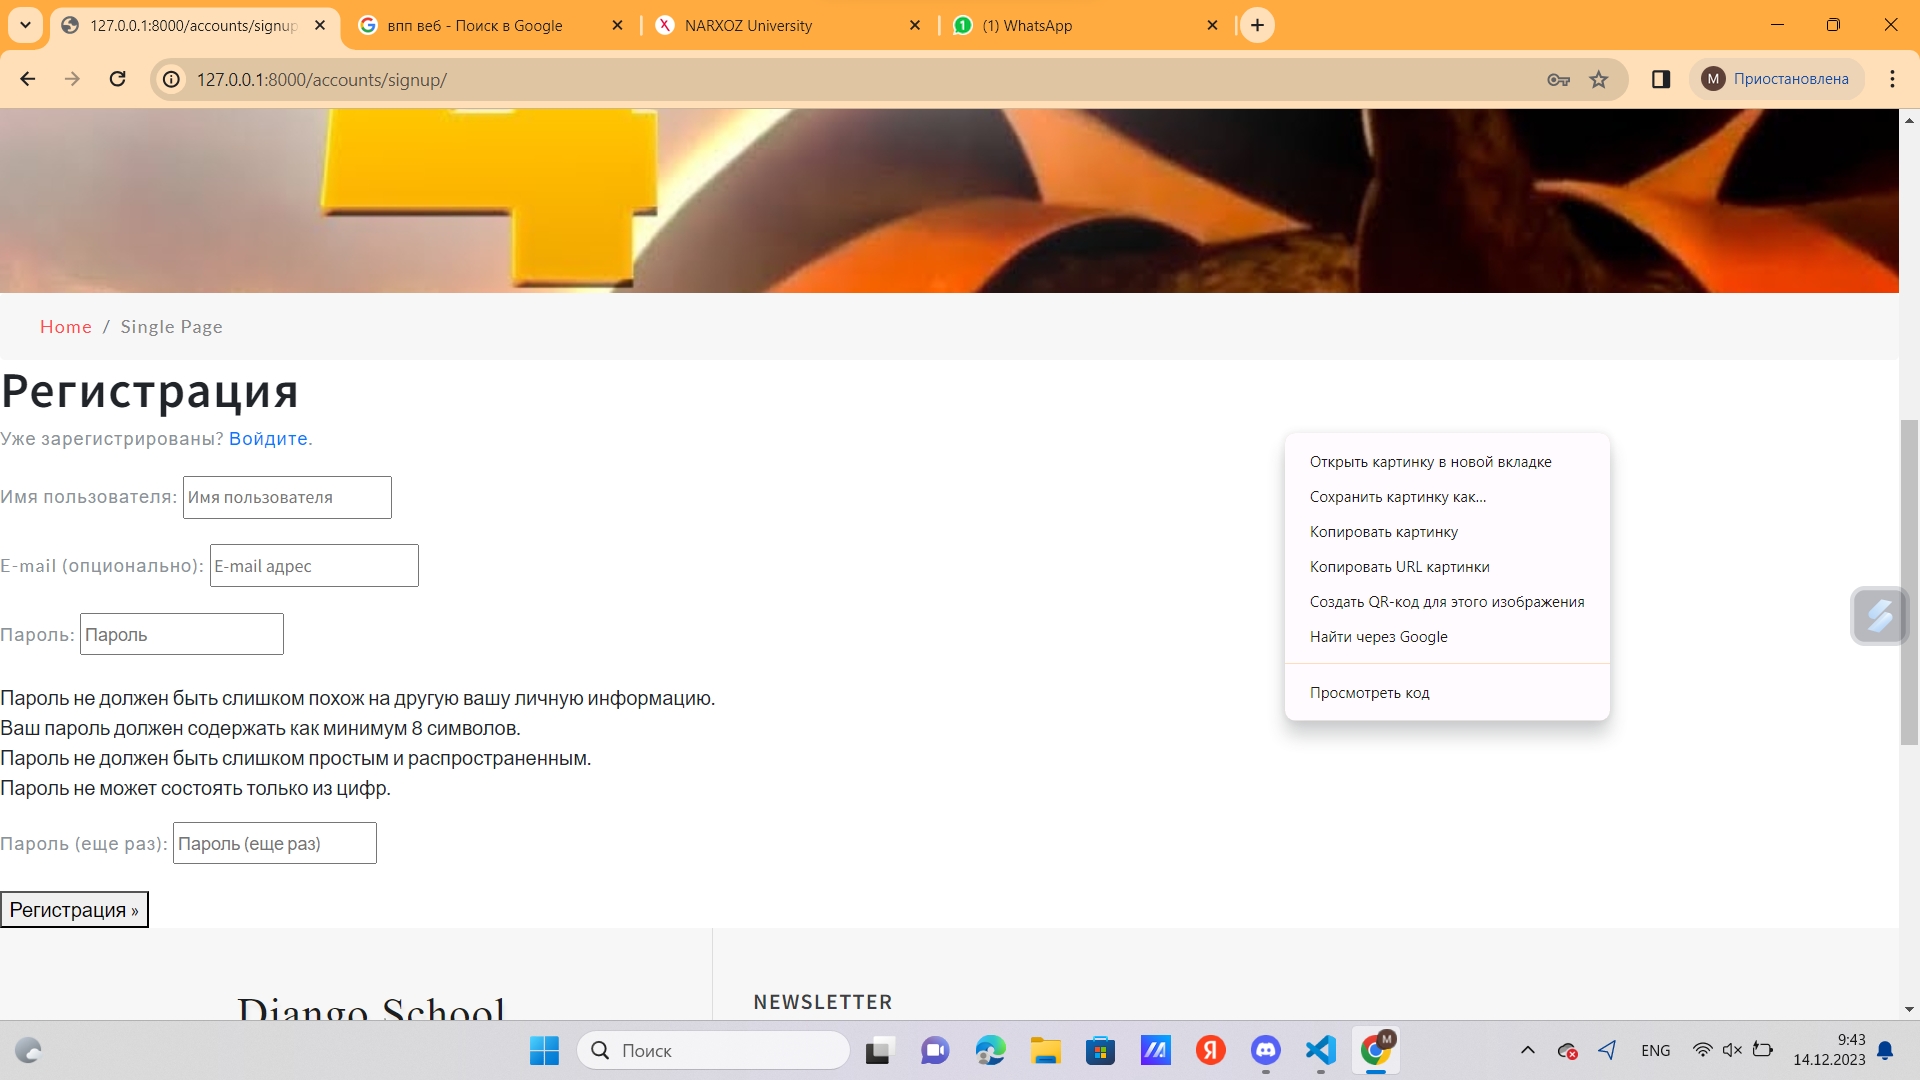 127.0.0.1:8000/accounts/signup
впп веб - Поиск в Google
NARXOZ University
(1) WhatsApp
127.0.0.1:8000/accounts/signup/
M Приостановлена
Home / Single Page
Регистрация
Уже зарегистрированы? Войдите.
Имя пользователя: Имя пользователя
E-mail (опционально): E-mail адрес
Пароль: Пароль
Пароль не должен быть слишком похож на другую вашу личную информацию.
Ваш пароль должен содержать как минимум 8 символов.
Пароль не должен быть слишком простым и распространенным.
Пароль не может состоять только из цифр.
Пароль (еще раз): Пароль (еще раз)
Регистрация »
Открыть картинку в новой вкладке
Сохранить картинку как...
Копировать картинку
Копировать URL картинки
Создать QR-код для этого изображения
Найти через Google
Просмотреть код
Django School
NEWSLETTER
Поиск
Я
M
ENG
9:43
14.12.2023